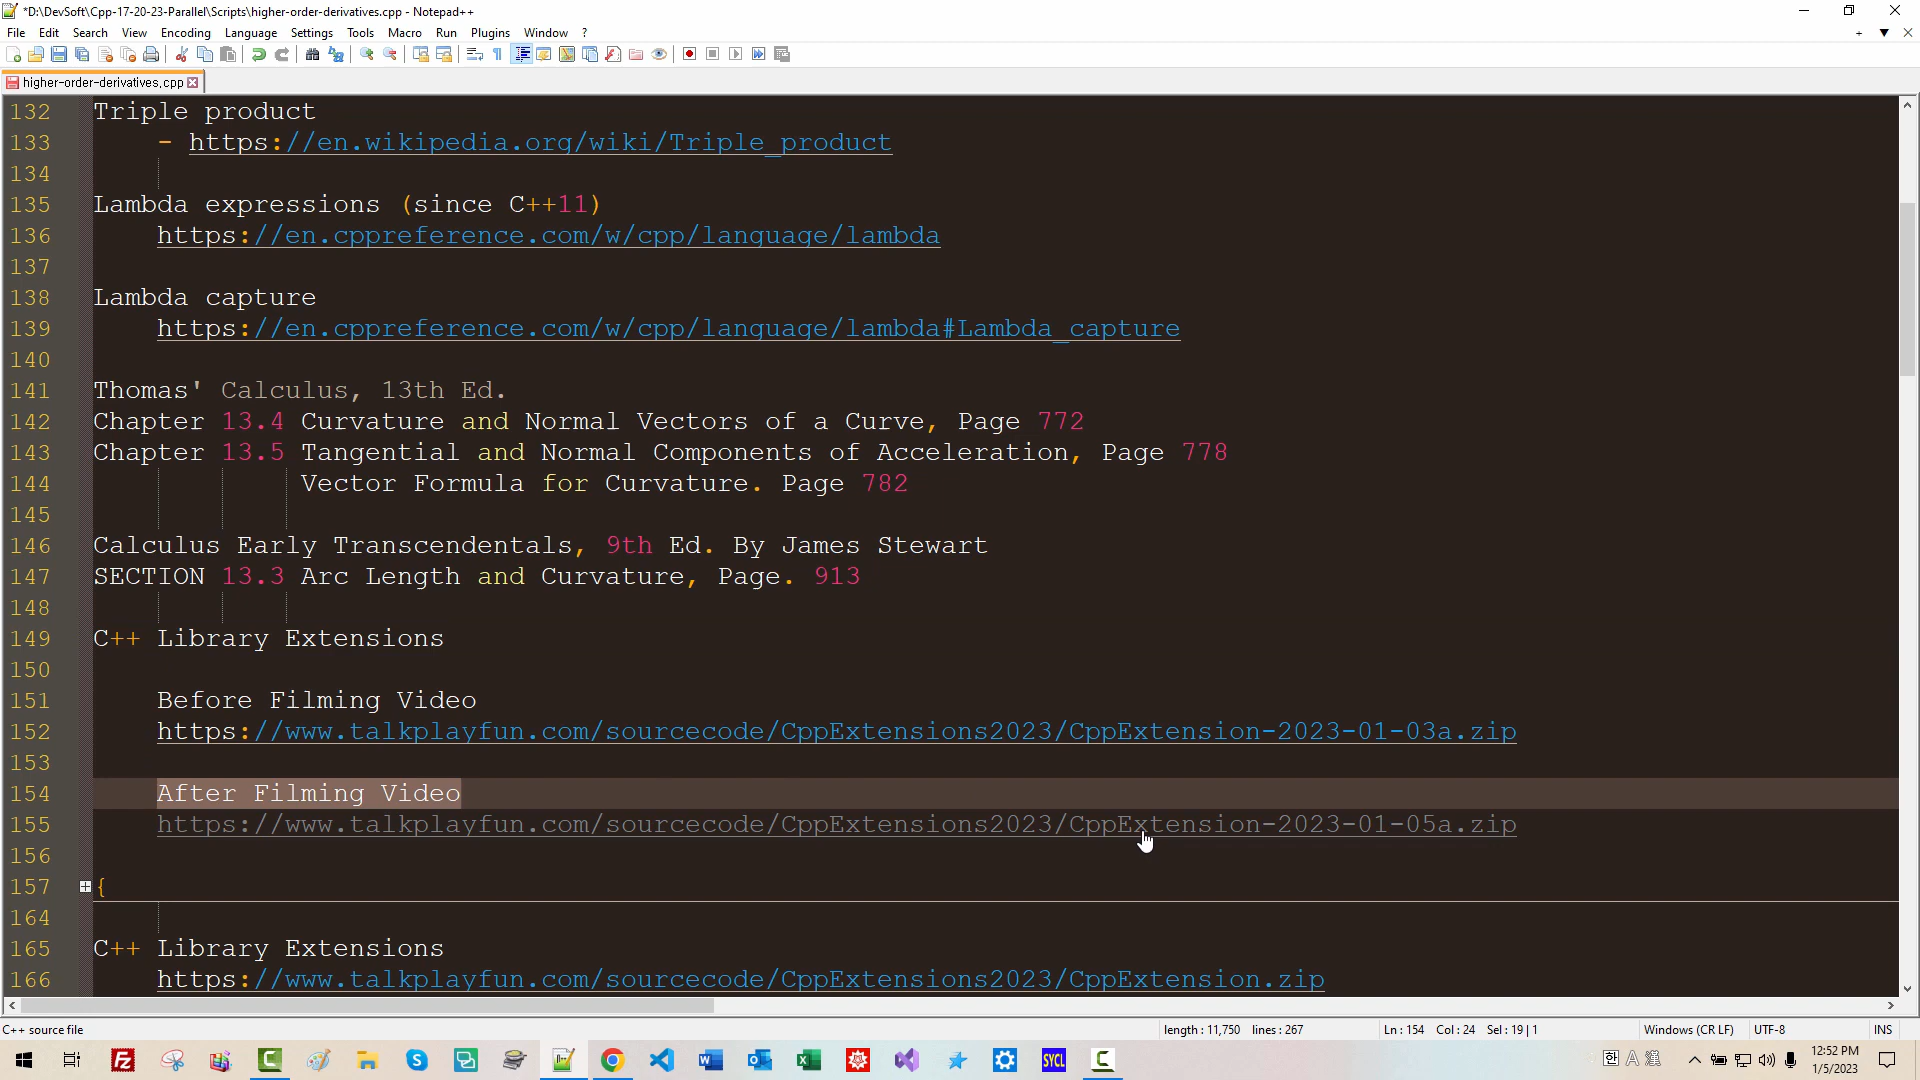 *D:\DevSoft\Cpp-17-20-23-Parallel\Scripts\higher-order-derivatives.cpp - Notepad++
File Edit Search View Encoding Language Settings Tools Macro Run Plugins Window ?
higher-order-derivatives.cpp
132 Triple product
133 - https://en.wikipedia.org/wiki/Triple_product
134
135 Lambda expressions (since C++11)
136 https://en.cppreference.com/w/cpp/language/lambda
137
138 Lambda capture
139 https://en.cppreference.com/w/cpp/language/lambda#Lambda_capture
140
141 Thomas' Calculus, 13th Ed.
142 Chapter 13.4 Curvature and Normal Vectors of a Curve, Page 772
143 Chapter 13.5 Tangential and Normal Components of Acceleration, Page 778
144 Vector Formula for Curvature. Page 782
145
146 Calculus Early Transcendentals, 9th Ed. By James Stewart
147 SECTION 13.3 Arc Length and Curvature, Page. 913
148
149 C++ Library Extensions
150
151 Before Filming Video
152 https://www.talkplayfun.com/sourcecode/CppExtensions2023/CppExtension-2023-01-03a.zip
153
154 After Filming Video
155 https://www.talkplayfun.com/sourcecode/CppExtensions2023/CppExtension-2023-01-05a.zip
156
157 {
164
165 C++ Library Extensions
166 https://www.talkplayfun.com/sourcecode/CppExtensions2023/CppExtension.zip
C++ source file length : 11,750 lines : 267 Ln : 154 Col : 24 Sel : 19 | 1 Windows (CR LF) UTF-8 INS
SYCL 한 A 漢 12:52 PM
1/5/2023